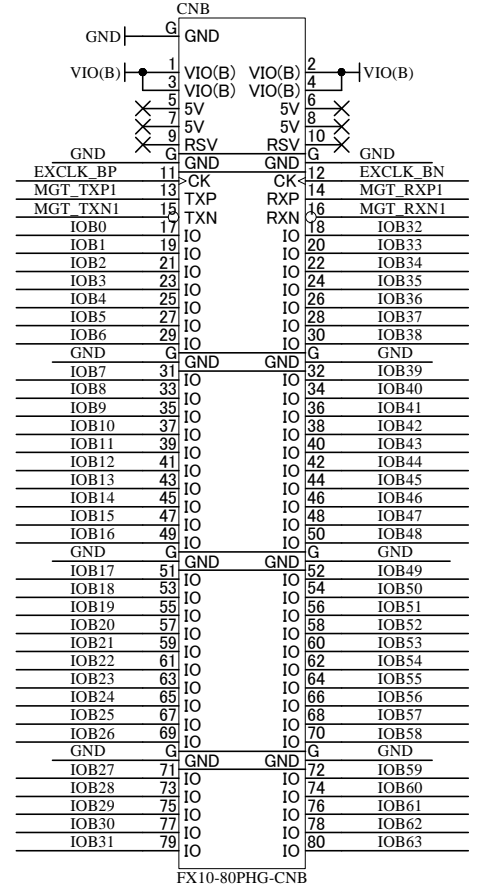 CNB
GND G GND
VIO(B) 1 VIO(B) VIO(B) 2 VIO(B)
3 VIO(B) VIO(B) 4
5 5V 5V 6
7 5V 5V 8
9 RSV RSV 10
GND G GND GND G GND
EXCLK_BP 11 CK CK 12 EXCLK_BN
MGT_TXP1 13 TXP RXP 14 MGT_RXP1
MGT_TXN1 15 TXN RXN 16 MGT_RXN1
IOB0 17 IO IO 18 IOB32
IOB1 19 IO IO 20 IOB33
IOB2 21 IO IO 22 IOB34
IOB3 23 IO IO 24 IOB35
IOB4 25 IO IO 26 IOB36
IOB5 27 IO IO 28 IOB37
IOB6 29 IO IO 30 IOB38
GND G GND GND G GND
IOB7 31 IO IO 32 IOB39
IOB8 33 IO IO 34 IOB40
IOB9 35 IO IO 36 IOB41
IOB10 37 IO IO 38 IOB42
IOB11 39 IO IO 40 IOB43
IOB12 41 IO IO 42 IOB44
IOB13 43 IO IO 44 IOB45
IOB14 45 IO IO 46 IOB46
IOB15 47 IO IO 48 IOB47
IOB16 49 IO IO 50 IOB48
GND G GND GND G GND
IOB17 51 IO IO 52 IOB49
IOB18 53 IO IO 54 IOB50
IOB19 55 IO IO 56 IOB51
IOB20 57 IO IO 58 IOB52
IOB21 59 IO IO 60 IOB53
IOB22 61 IO IO 62 IOB54
IOB23 63 IO IO 64 IOB55
IOB24 65 IO IO 66 IOB56
IOB25 67 IO IO 68 IOB57
IOB26 69 IO IO 70 IOB58
GND G GND GND G GND
IOB27 71 IO IO 72 IOB59
IOB28 73 IO IO 74 IOB60
IOB29 75 IO IO 76 IOB61
IOB30 77 IO IO 78 IOB62
IOB31 79 IO IO 80 IOB63
FX10-80PHG-CNB